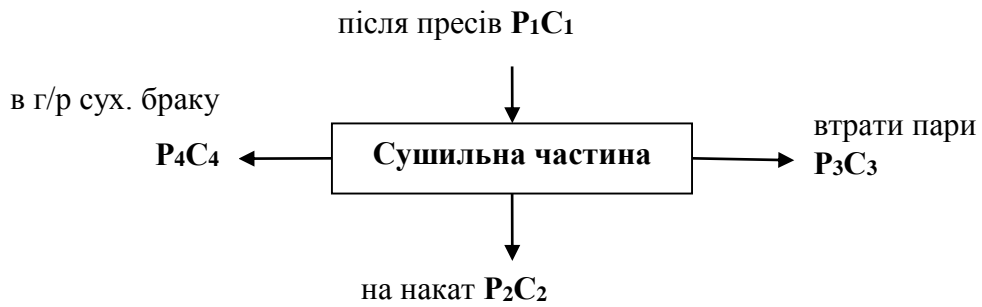 після пресів P₁C₁
в г/р сух. браку
P₄C₄
Сушильна частина
втрати пари
P₃C₃
на накат P₂C₂